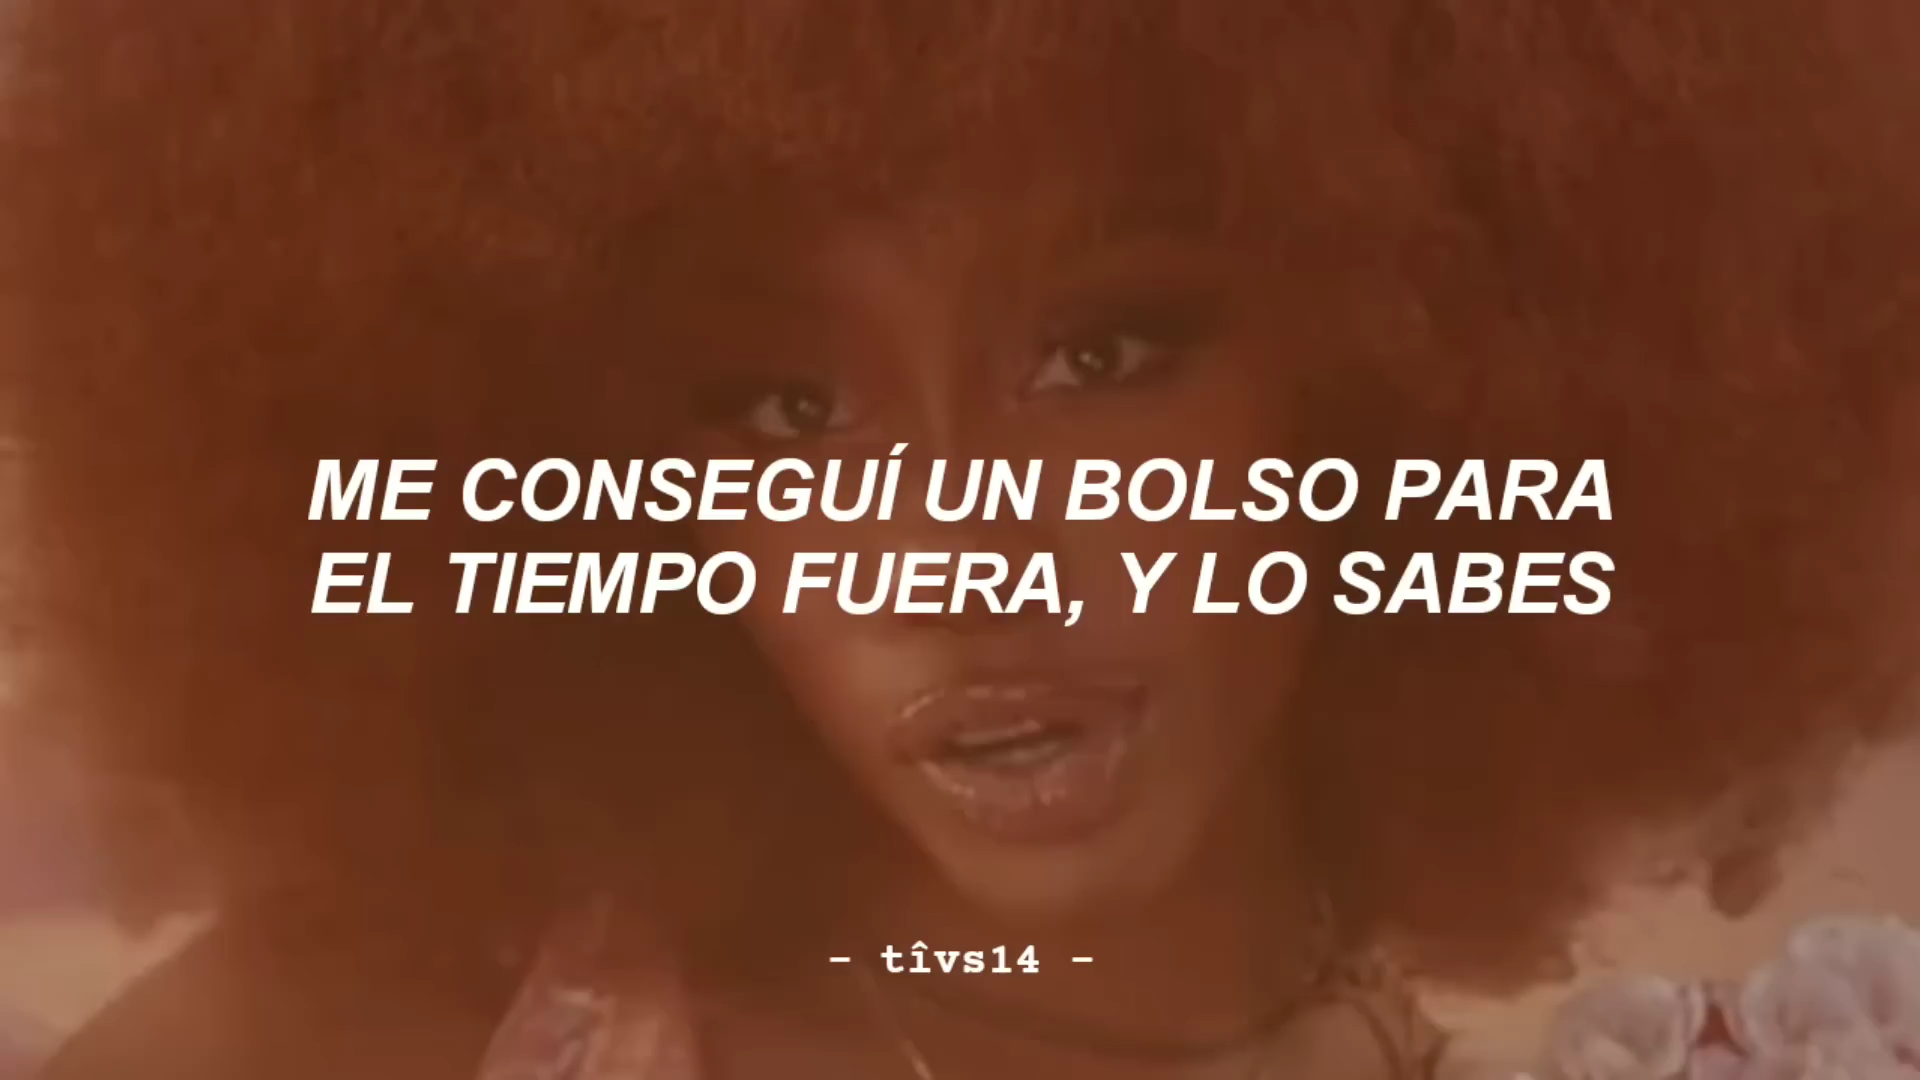 ME CONSEGUÍ UN BOLSO PARA
EL TIEMPO FUERA, Y LO SABES
- tîvs14 -